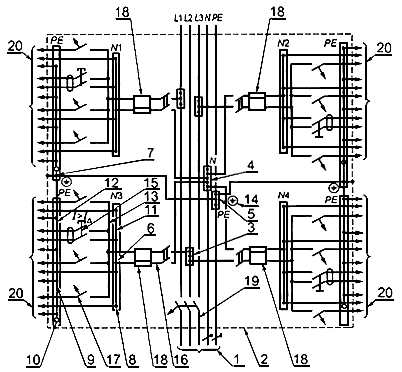 18 L1 L2 L3 N PE 18
20 PE N1 N2 PE 20
7 N 4
12 15 PE 14 PE
PE N3 13 11 6 PE 5 N4
3
20 20
19
10 9 17 8 18 16 1 2 18